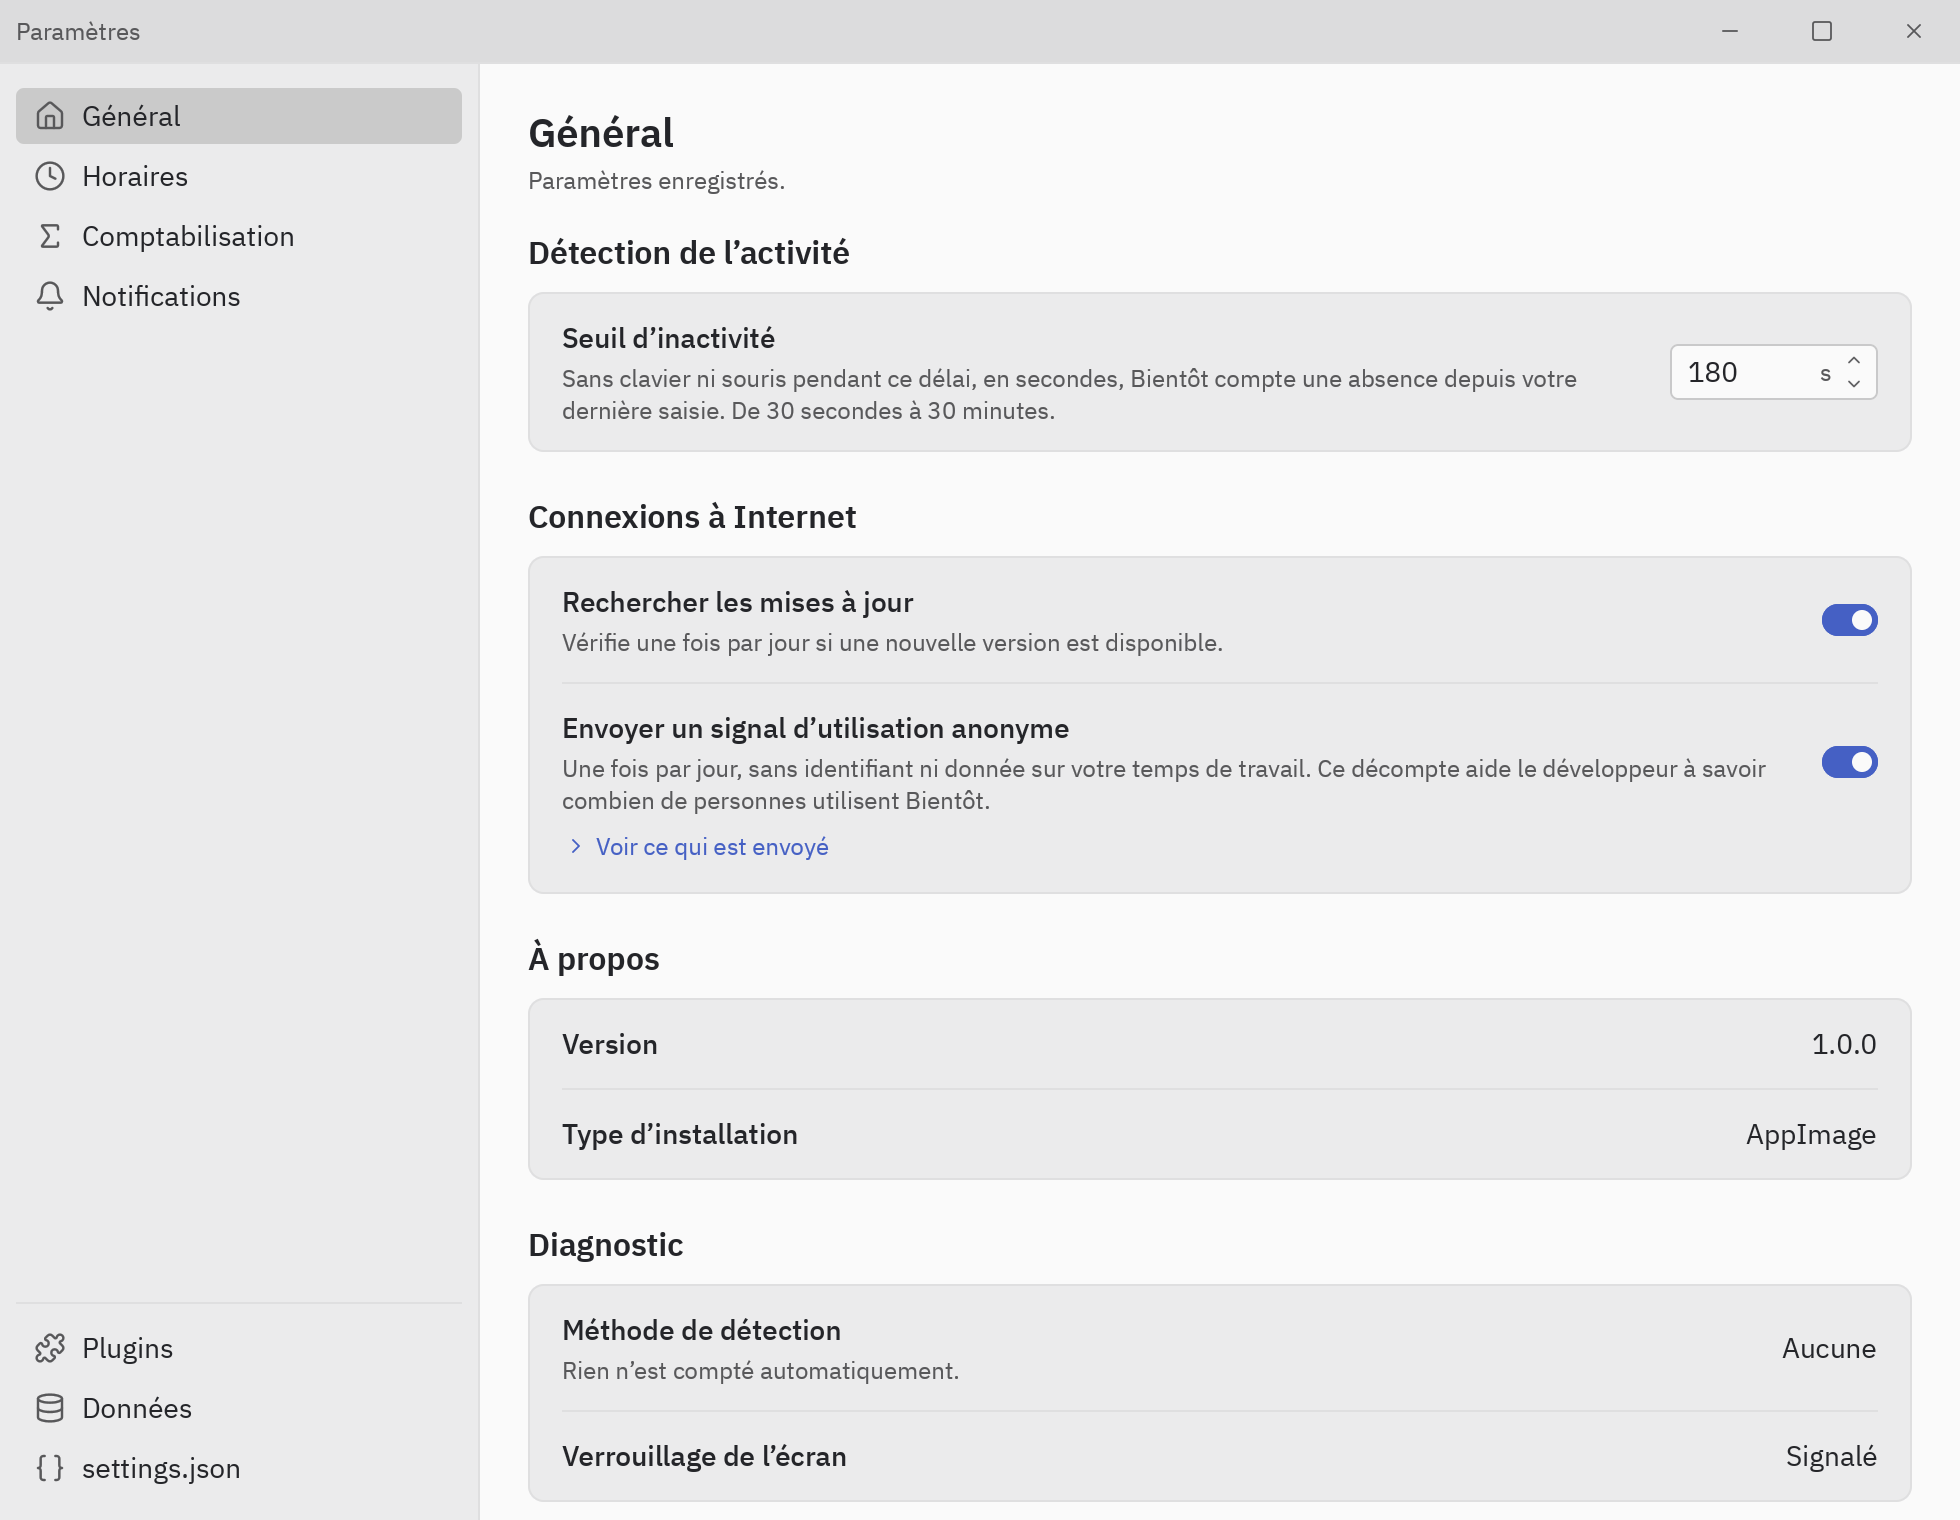 Paramètres
Général
Horaires
Comptabilisation
Notifications
Plugins
Données
settings.json
Général
Paramètres enregistrés.
Détection de l’activité
Seuil d’inactivité
Sans clavier ni souris pendant ce délai, en secondes, Bientôt compte une absence depuis votre
dernière saisie. De 30 secondes à 30 minutes.
180 s
Connexions à Internet
Rechercher les mises à jour
Vérifie une fois par jour si une nouvelle version est disponible.
Envoyer un signal d’utilisation anonyme
Une fois par jour, sans identifiant ni donnée sur votre temps de travail. Ce décompte aide le développeur à savoir
combien de personnes utilisent Bientôt.
Voir ce qui est envoyé
À propos
Version 1.0.0
Type d’installation AppImage
Diagnostic
Méthode de détection
Rien n’est compté automatiquement.
Aucune
Verrouillage de l’écran Signalé